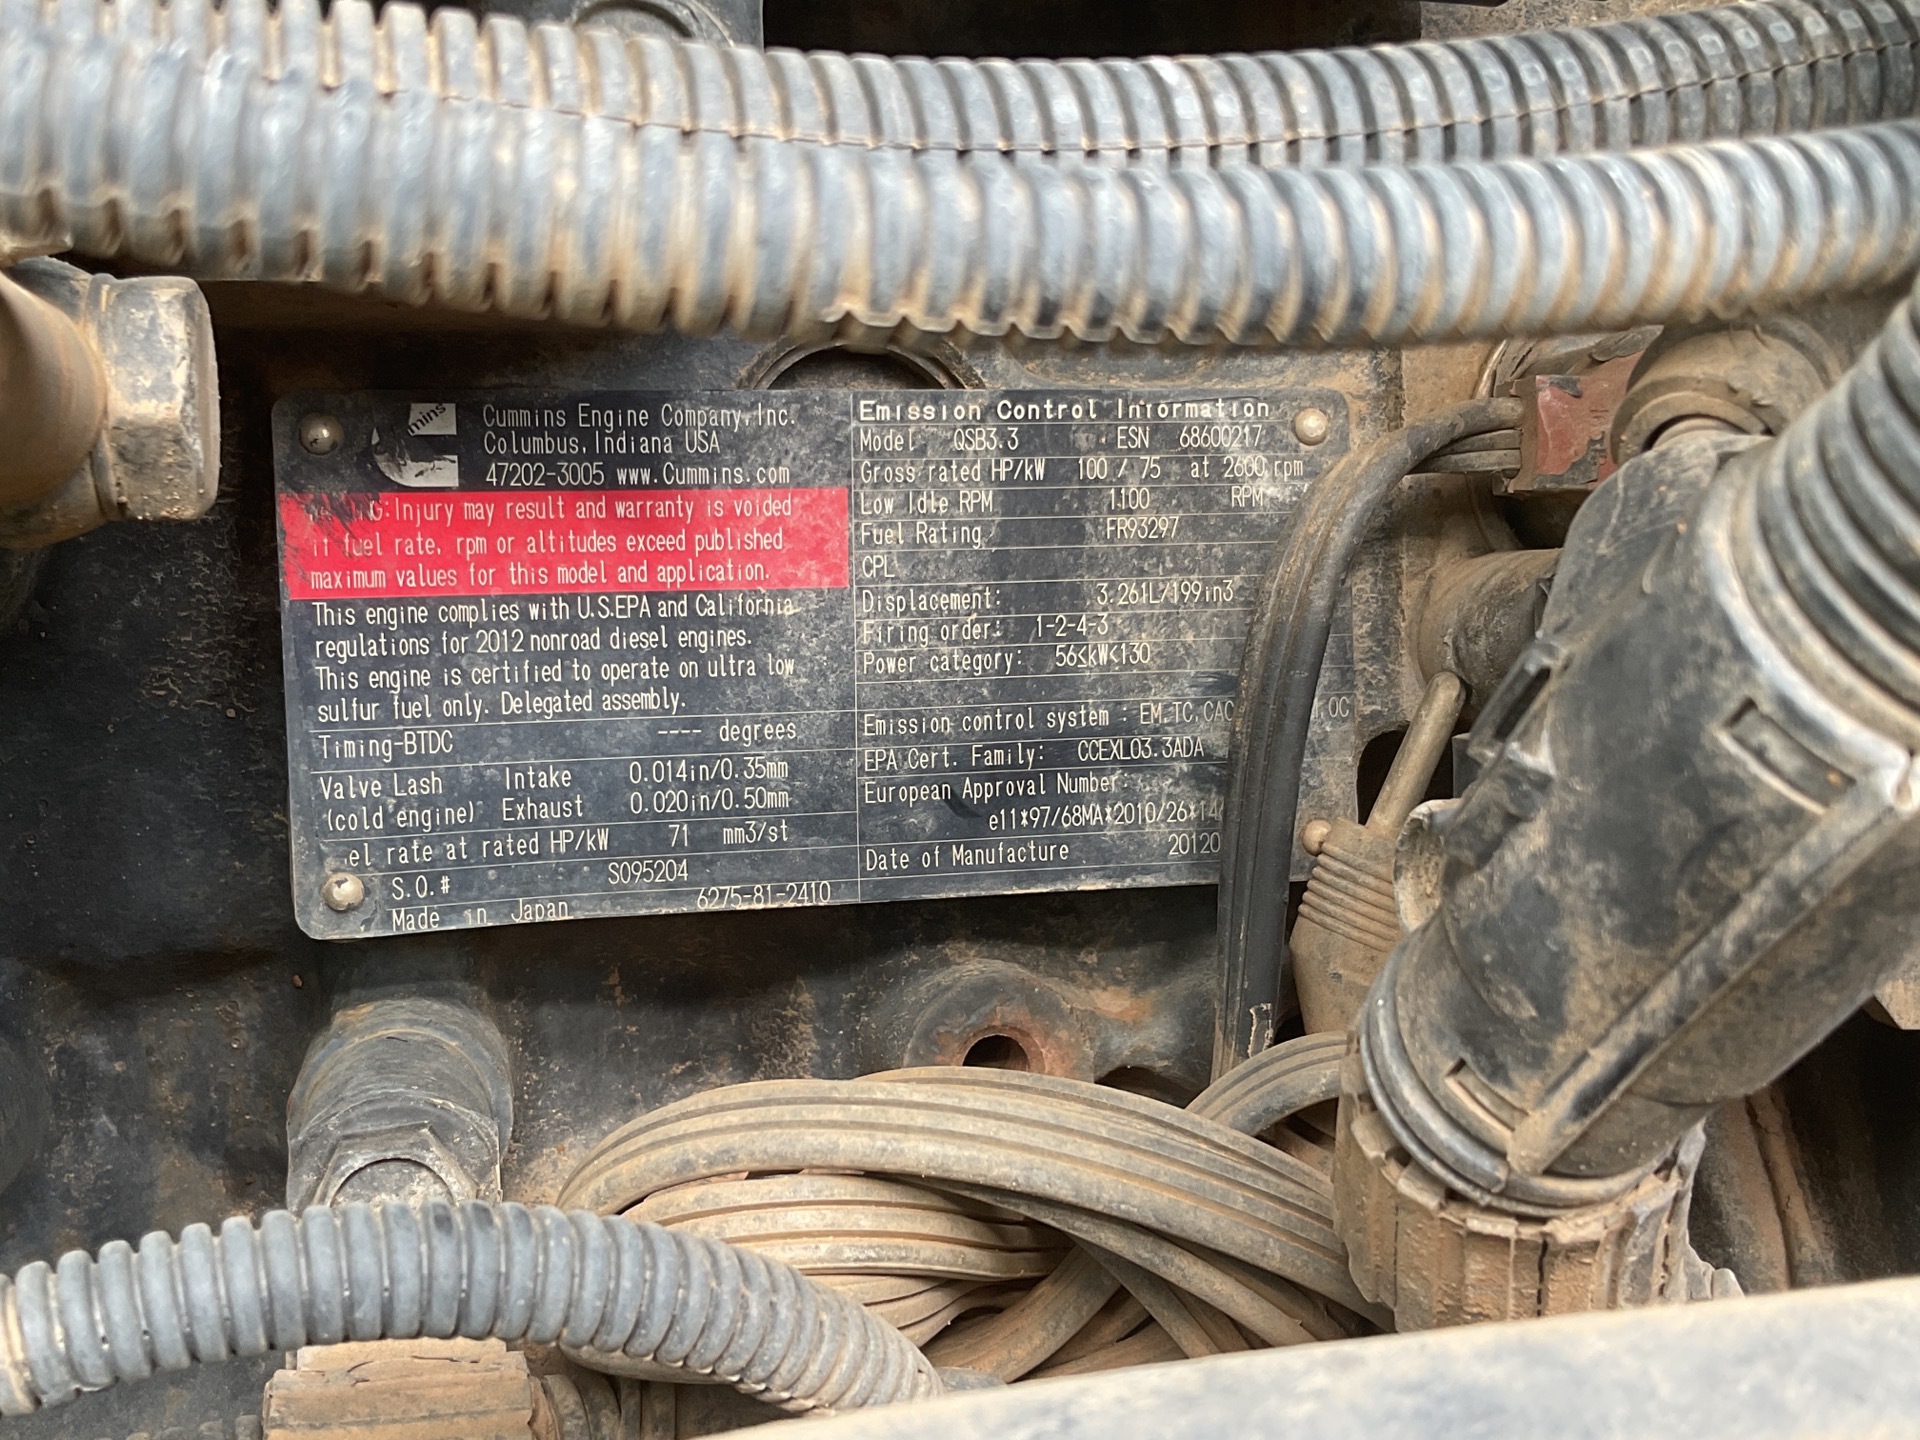 mins
Cummins Engine Company, Inc.
Columbus, Indiana USA
47202-3005 www.Cummins.com
G: Injury may result and warranty is voided
if fuel rate, rpm or altitudes exceed published
maximum values for this model and application.
This engine complies with U.S.EPA and California
regulations for 2012 nonroad diesel engines.
This engine is certified to operate on ultra low
sulfur fuel only. Delegated assembly.
Timing-BTDC ---- degrees
Valve Lash Intake 0.014in/0.35mm
(cold engine) Exhaust 0.020in/0.50mm
el rate at rated HP/kW 71 mm3/st
S.O.# S095204
Made in Japan 6275-81-2410
Emission Control Information
Model QSB3.3 ESN 68600217
Gross rated HP/kW 100 / 75 at 2600 rpm
Low Idle RPM 1100 RPM
Fuel Rating FR93297
CPL
Displacement: 3.261L/199in3
Firing order: 1-2-4-3
Power category: 56≤kW<130
Emission control system : EM,TC,CAC ,OC
EPA Cert. Family: CCEXL03.3ADA
European Approval Number:
e11*97/68MA*2010/26*14
Date of Manufacture 20120